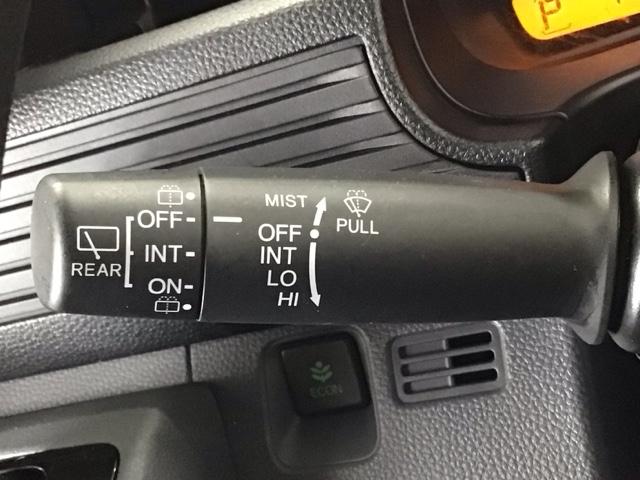 P
MIST
OFF
PULL
OFF
INT
INT
LO
REAR
ON
HI
ECON